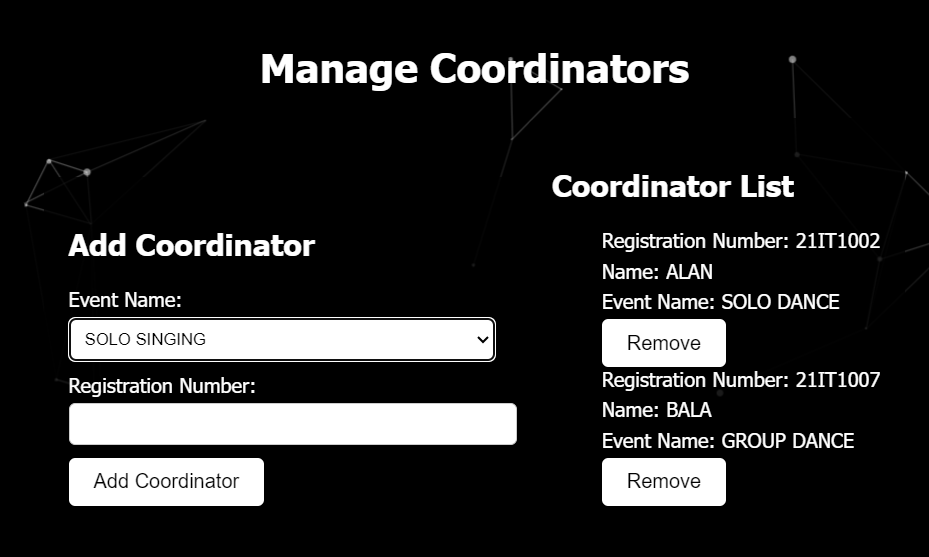 Manage Coordinators
Add Coordinator
Event Name:
SOLO SINGING
Registration Number:
Add Coordinator
Coordinator List
Registration Number: 21IT1002
Name: ALAN
Event Name: SOLO DANCE
Remove
Registration Number: 21IT1007
Name: BALA
Event Name: GROUP DANCE
Remove